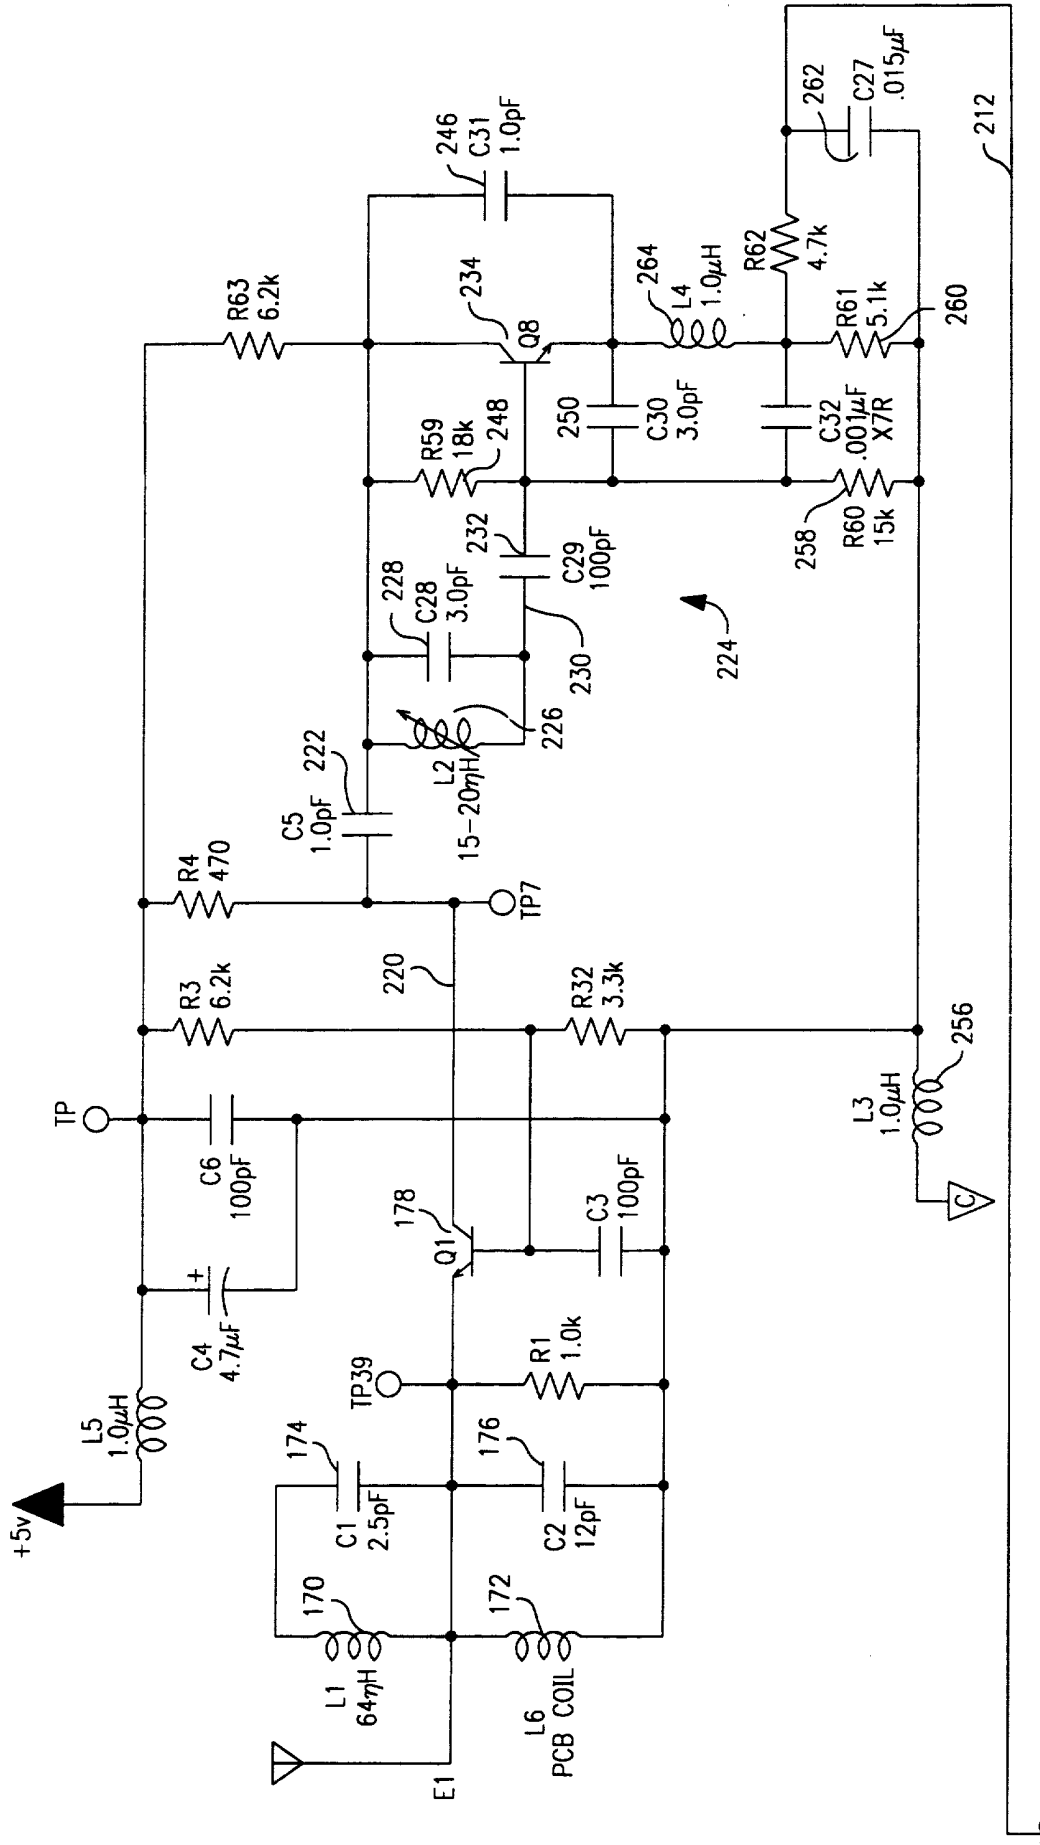 +5v
L5
1.0µH
C4
4.7µF
+
C6
100pF
TP
R3
6.2k
R4
470
R63
6.2k
E1
L1
64ηH
170
C1
2.5pF
174
TP39
Q1
178
220
TP7
C5
1.0pF
222
L2
15-20ηH
226
228
C28
3.0pF
230
232
C29
100pF
R59
18k
248
234
Q8
246
C31
1.0pF
L6
PCB COIL
172
C2
12pF
176
R1
1.0k
C3
100pF
R32
3.3k
250
C30
3.0pF
264
L4
1.0µH
224
258
R60
15k
C32
.001µF
X7R
R61
5.1k
260
R62
4.7k
262
C27
.015µF
L3
1.0µH
256
C
212